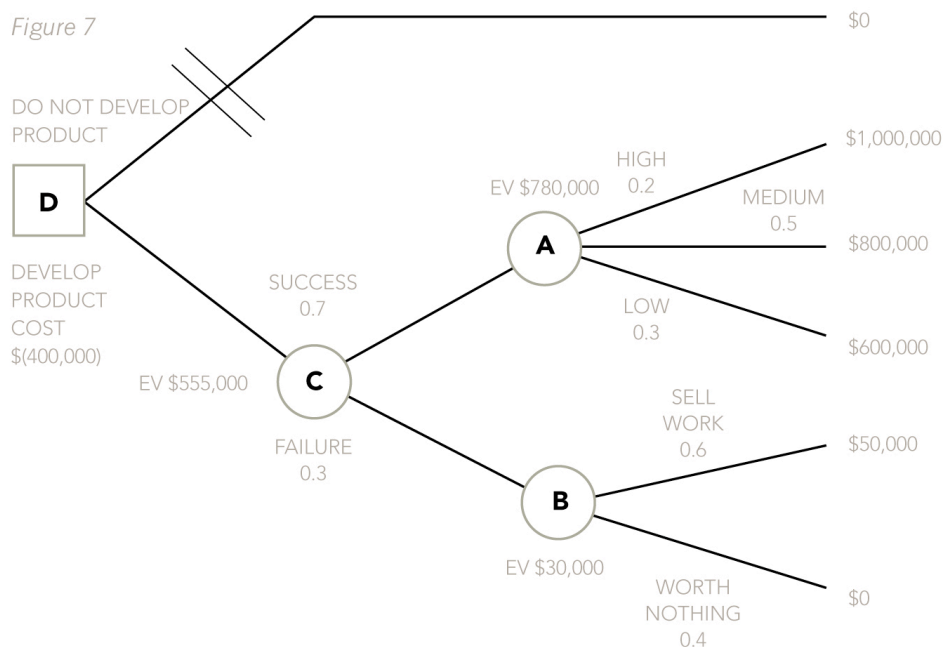 Figure 7
$0
DO NOT DEVELOP
PRODUCT
D
DEVELOP
PRODUCT
COST
$(400,000)
SUCCESS
0.7
EV $555,000
C
FAILURE
0.3
EV $780,000
A
HIGH
0.2
$1,000,000
MEDIUM
0.5
$800,000
LOW
0.3
$600,000
SELL
WORK
0.6
$50,000
B
EV $30,000
WORTH
NOTHING
0.4
$0